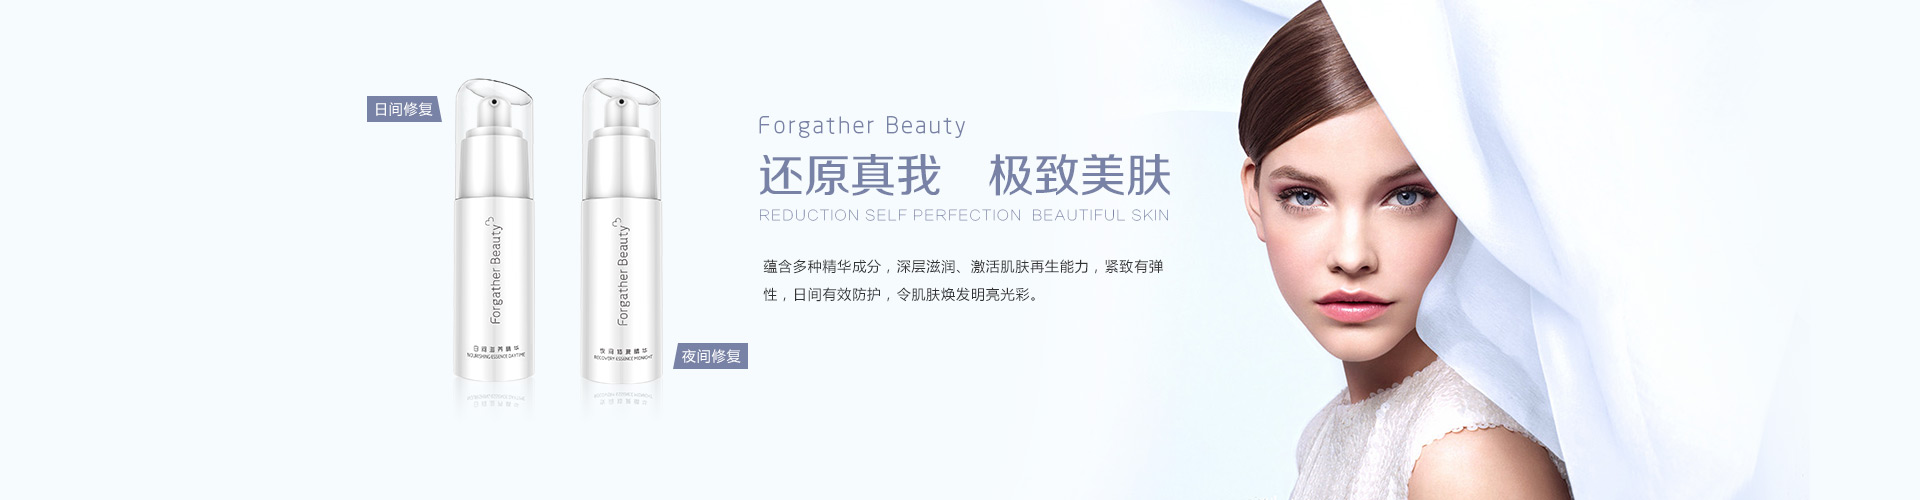 日间修复
Forgather Beauty
日间滋养精华
NOURISHING ESSENCE DAYTIME
Forgather Beauty
夜间修复精华
RECOVERY ESSENCE MIDNIGHT
夜间修复
Forgather Beauty
还原真我 极致美肤
REDUCTION SELF PERFECTION BEAUTIFUL SKIN
蕴含多种精华成分，深层滋润、激活肌肤再生能力，紧致有弹
性，日间有效防护，令肌肤焕发明亮光彩。